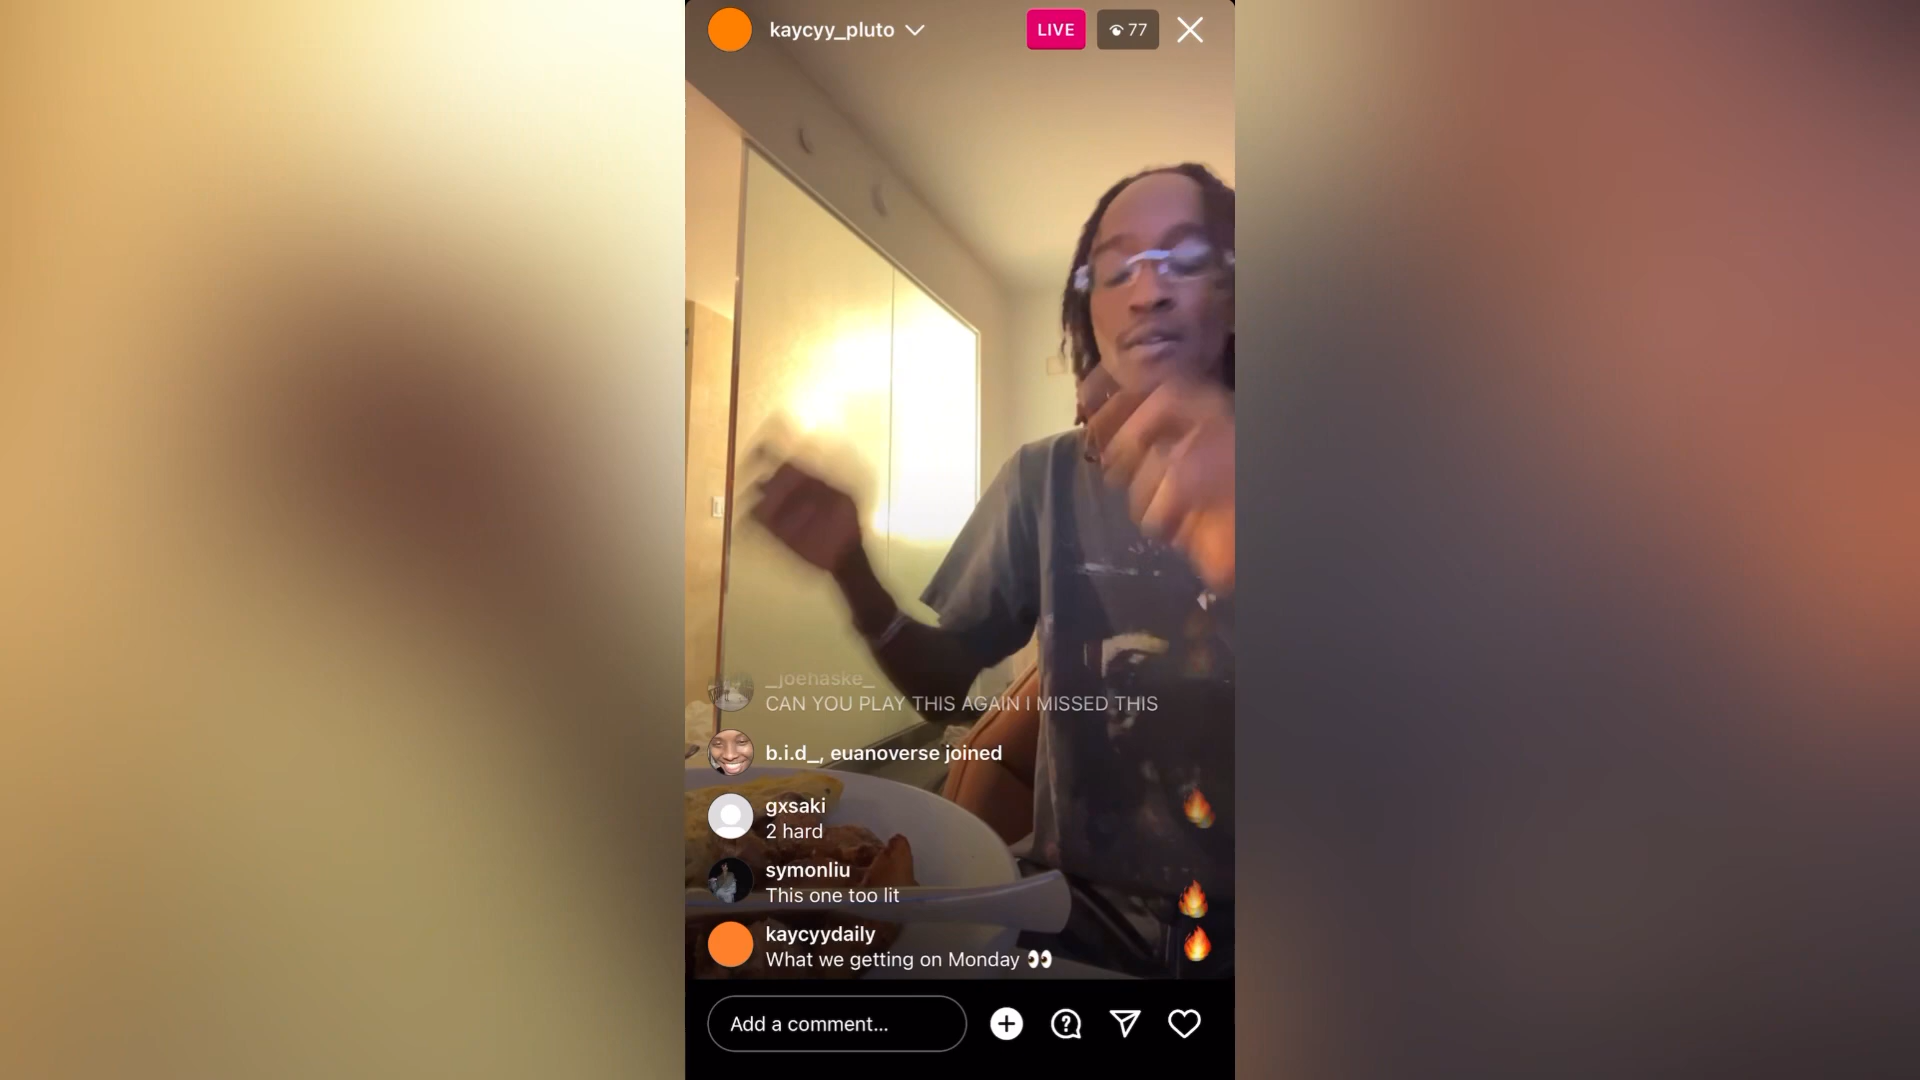 kaycyy_pluto
LIVE
77
_joehaske_
CAN YOU PLAY THIS AGAIN I MISSED THIS
b.i.d_, euanoverse joined
gxsaki
2 hard
symonliu
This one too lit
kaycyydaily
What we getting on Monday 👀
Add a comment...